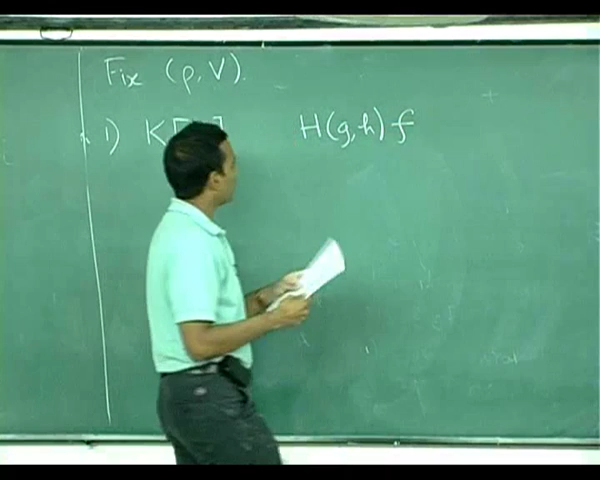 Fix (ρ, V).
1) K[ ] H(g,h) f